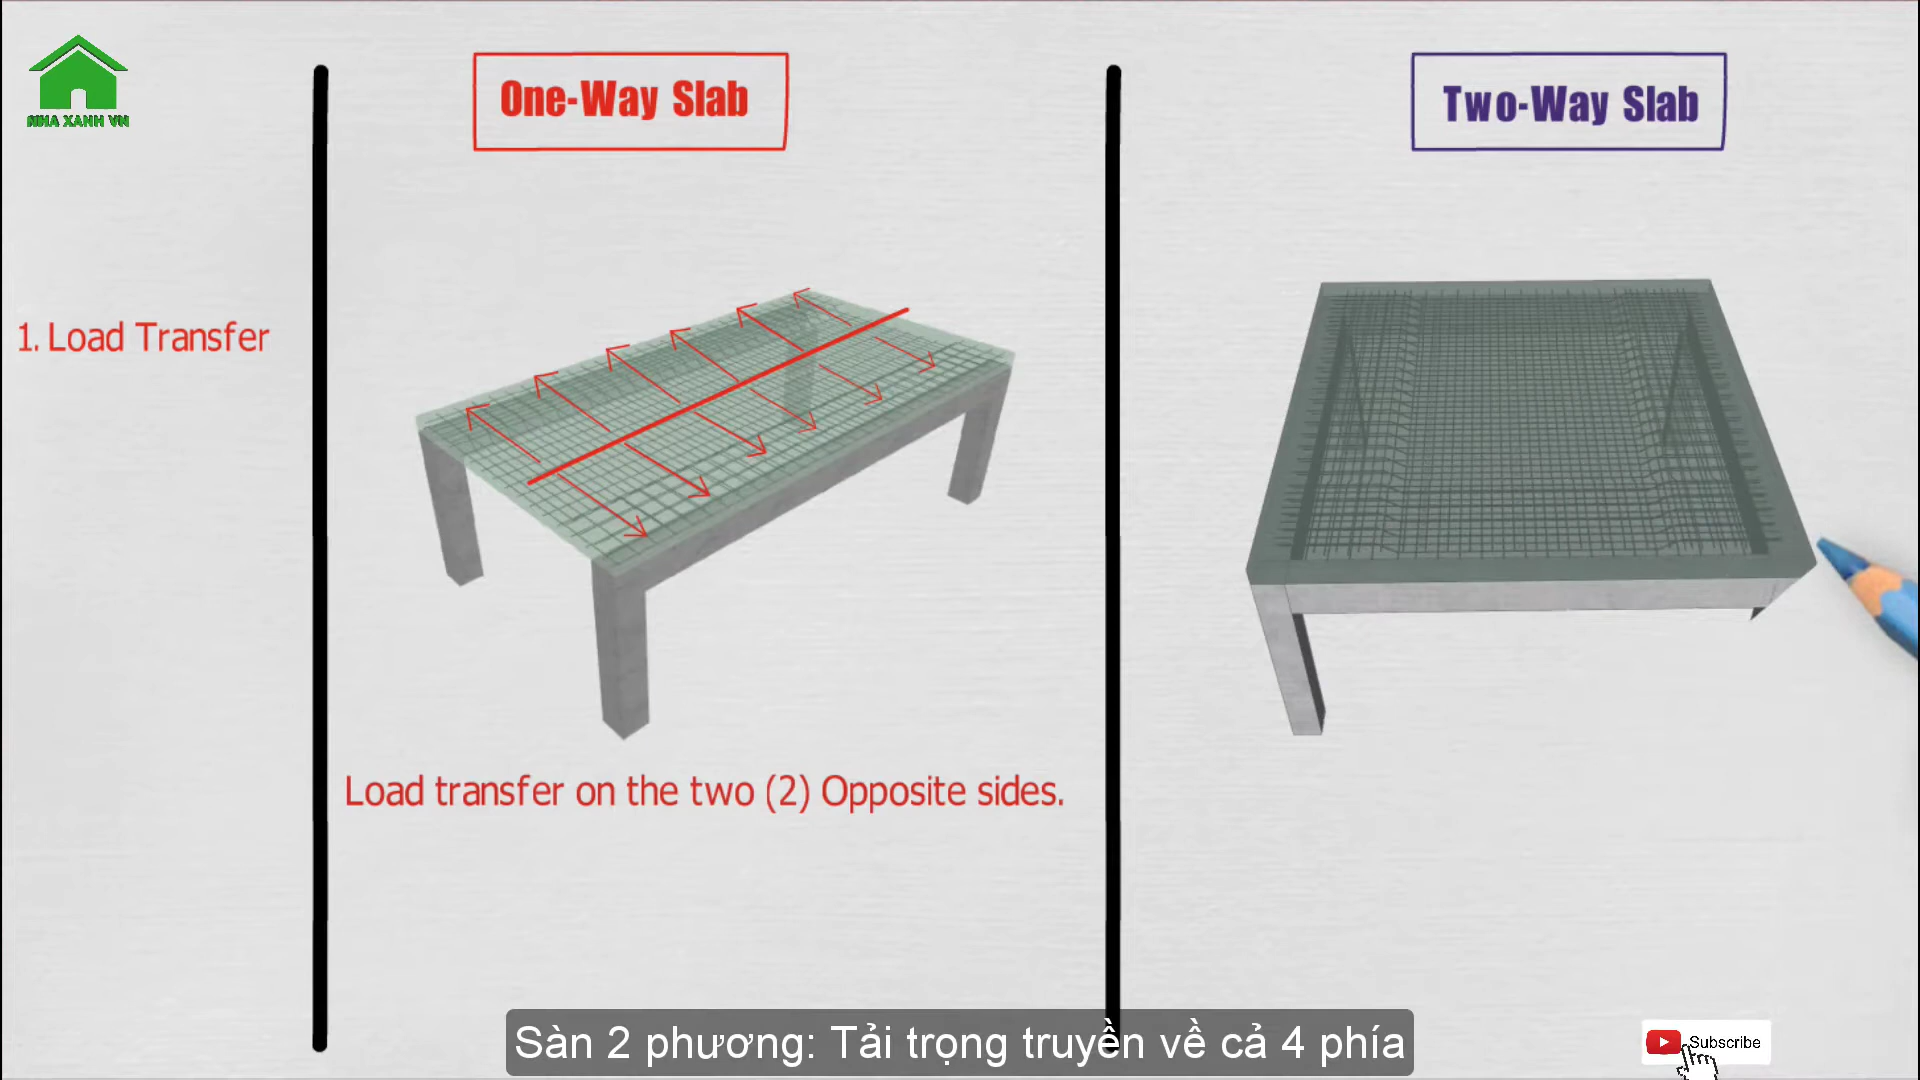 NHA XANH VN
One-Way Slab
Two-Way Slab
1. Load Transfer
Load transfer on the two (2) Opposite sides.
Sàn 2 phương: Tải trọng truyền về cả 4 phía
Subscribe